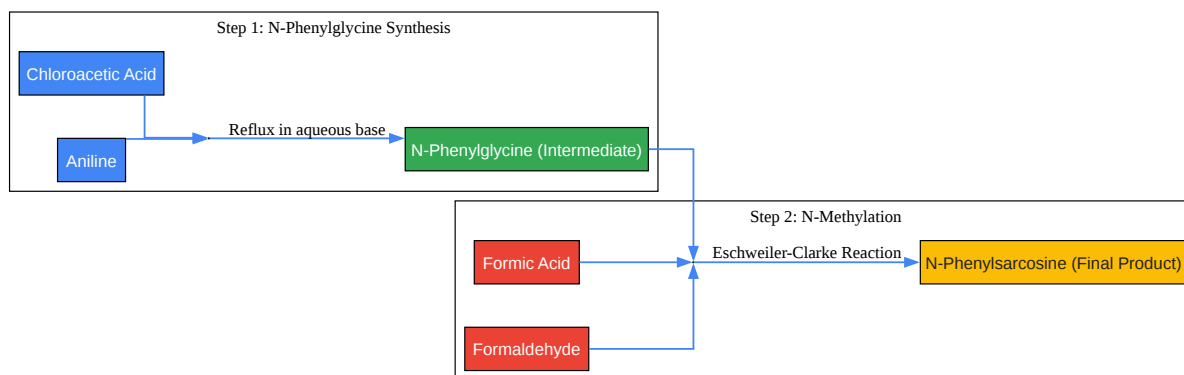 Step 1: N-Phenylglycine Synthesis
Chloroacetic Acid
Reflux in aqueous base
Aniline
N-Phenylglycine (Intermediate)
Step 2: N-Methylation
Formic Acid
Eschweiler-Clarke Reaction
N-Phenylsarcosine (Final Product)
Formaldehyde